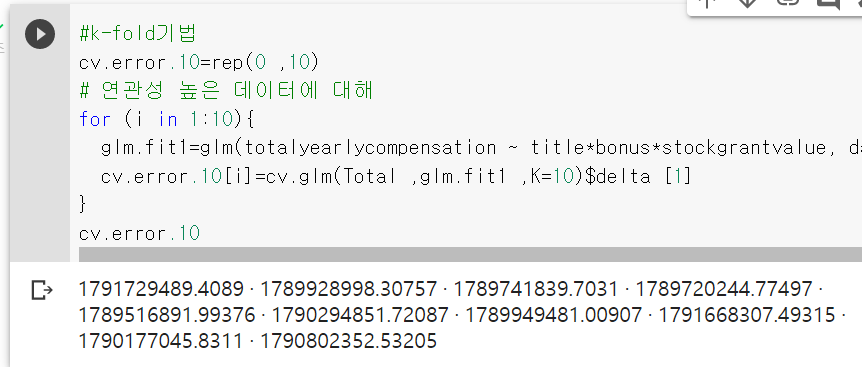 #k-fold기법
cv.error.10=rep(0 ,10)
# 연관성 높은 데이터에 대해
for (i in 1:10){
  glm.fit1=glm(totalyearlycompensation ~ title*bonus*stockgrantvalue, d
  cv.error.10[i]=cv.glm(Total ,glm.fit1 ,K=10)$delta [1]
}
cv.error.10
1791729489.4089 · 1789928998.30757 · 1789741839.7031 · 1789720244.77497 ·
1789516891.99376 · 1790294851.72087 · 1789949481.00907 · 1791668307.49315 ·
1790177045.8311 · 1790802352.53205